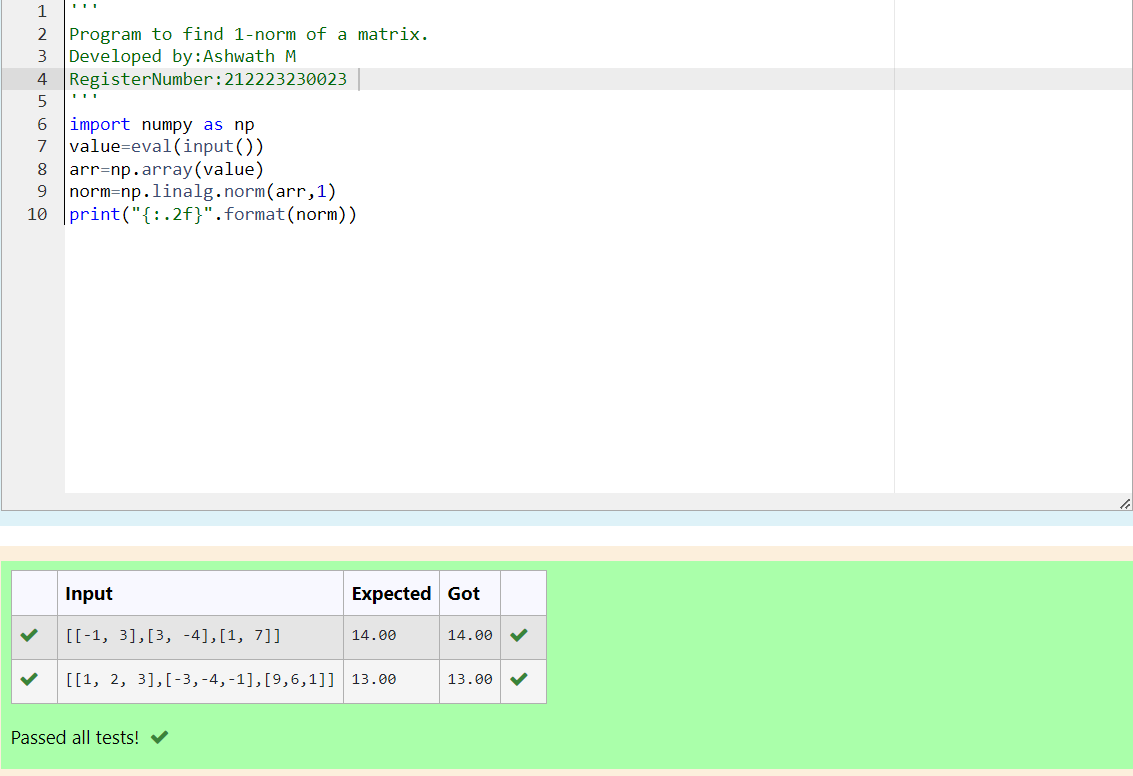 1 '''
2 Program to find 1-norm of a matrix.
3 Developed by:Ashwath M
4 RegisterNumber:212223230023
5 '''
6 import numpy as np
7 value=eval(input())
8 arr=np.array(value)
9 norm=np.linalg.norm(arr,1)
10 print("{:.2f}".format(norm))
Input Expected Got
[[-1, 3],[3, -4],[1, 7]] 14.00 14.00
[[1, 2, 3],[-3,-4,-1],[9,6,1]] 13.00 13.00
Passed all tests!